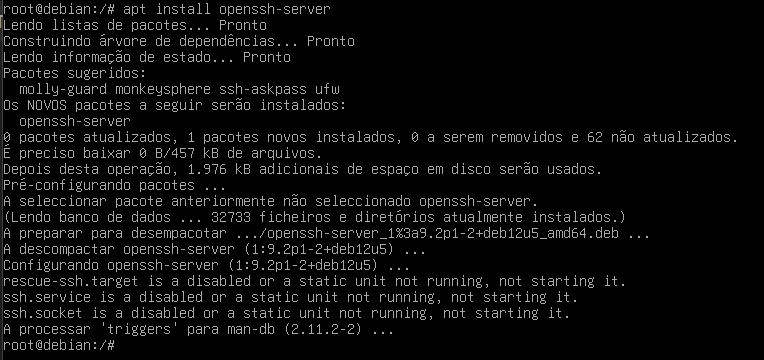 root@debian:/# apt install openssh-server
Lendo listas de pacotes... Pronto
Construindo árvore de dependências... Pronto
Lendo informação de estado... Pronto
Pacotes sugeridos:
  molly-guard monkeysphere ssh-askpass ufw
Os NOVOS pacotes a seguir serão instalados:
  openssh-server
0 pacotes atualizados, 1 pacotes novos instalados, 0 a serem removidos e 62 não atualizados.
É preciso baixar 0 B/457 kB de arquivos.
Depois desta operação, 1.976 kB adicionais de espaço em disco serão usados.
Pré-configurando pacotes ...
A seleccionar pacote anteriormente não seleccionado openssh-server.
(Lendo banco de dados ... 32733 ficheiros e diretórios atualmente instalados.)
A preparar para desempacotar .../openssh-server_1%3a9.2p1-2+deb12u5_amd64.deb ...
A descompactar openssh-server (1:9.2p1-2+deb12u5) ...
Configurando openssh-server (1:9.2p1-2+deb12u5) ...
rescue-ssh.target is a disabled or a static unit not running, not starting it.
ssh.service is a disabled or a static unit not running, not starting it.
ssh.socket is a disabled or a static unit not running, not starting it.
A processar 'triggers' para man-db (2.11.2-2) ...
root@debian:/#